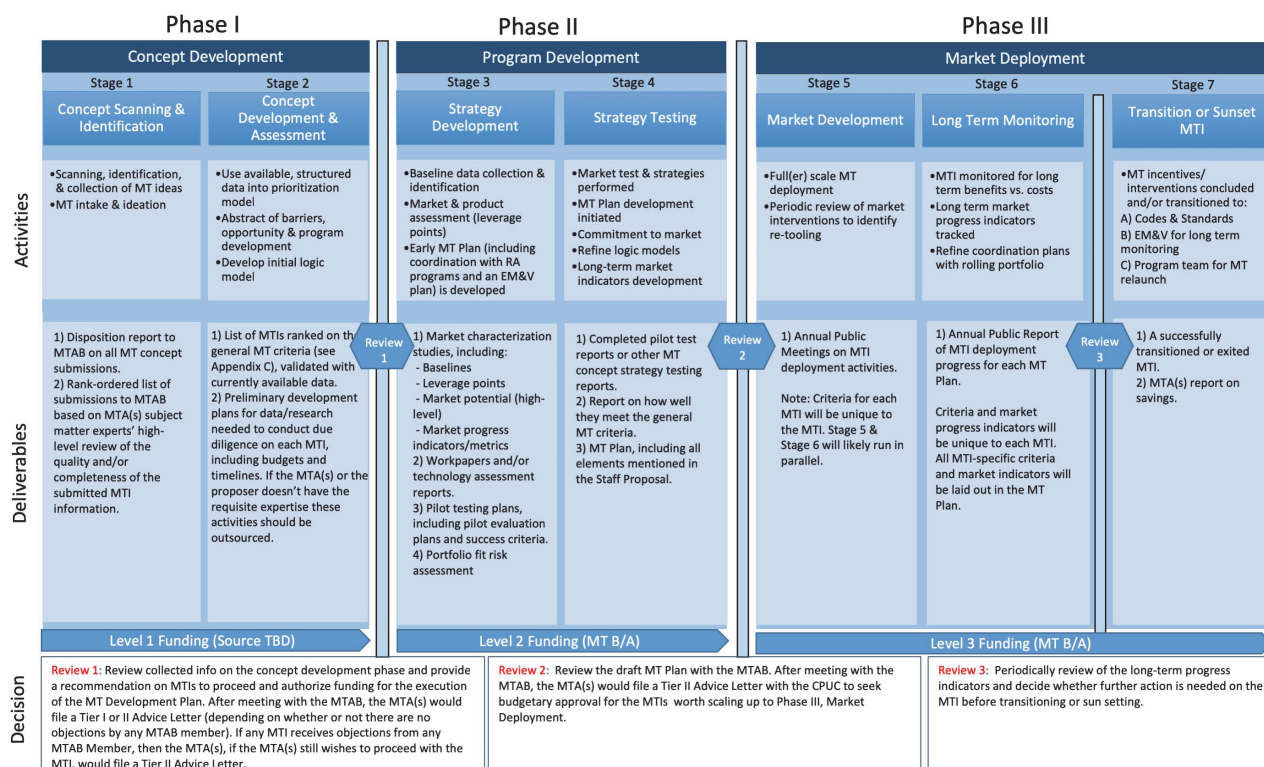 Phase I
Phase II
Phase III
Concept Development
Program Development
Market Deployment
Stage 1
Stage 2
Stage 3
Stage 4
Stage 5
Stage 6
Stage 7
Concept Scanning &
Identification
Concept
Development &
Assessment
Strategy
Development
Strategy Testing
Market Development
Long Term Monitoring
Transition or Sunset
MTI
Activities
•Scanning, identification,
& collection of MT ideas
•MT intake & ideation
•Use available, structured
data into prioritization
model
•Abstract of barriers,
opportunity & program
development
•Develop initial logic
model
•Baseline data collection &
identification
•Market & product
assessment (leverage
points)
•Early MT Plan (including
coordination with RA
programs and an EM&V
plan) is developed
•Market test & strategies
performed
•MT Plan development
initiated
•Commitment to market
•Refine logic models
•Long-term market
indicators development
•Full(er) scale MT
deployment
•Periodic review of market
interventions to identify
re-tooling
•MTI monitored for long
term benefits vs. costs
•Long term market
progress indicators
tracked
•Refine coordination plans
with rolling portfolio
•MT incentives/
interventions concluded
and/or transitioned to:
A) Codes & Standards
B) EM&V for long term
monitoring
C) Program team for MT
relaunch
Deliverables
1) Disposition report to
MTAB on all MT concept
submissions.
2) Rank-ordered list of
submissions to MTAB
based on MTA(s) subject
matter experts' high-
level review of the
quality and/or
completeness of the
submitted MTI
information.
1) List of MTIs ranked on the
general MT criteria (see
Appendix C), validated with
currently available data.
2) Preliminary development
plans for data/research
needed to conduct due
diligence on each MTI,
including budgets and
timelines. If the MTA(s) or the
proposer doesn't have the
requisite expertise these
activities should be
outsourced.
Review
1
1) Market characterization
studies, including:
- Baselines
- Leverage points
- Market potential (high-
level)
- Market progress
indicators/metrics
2) Workpapers and/or
technology assessment
reports.
3) Pilot testing plans,
including pilot evaluation
plans and success criteria.
4) Portfolio fit risk
assessment
1) Completed pilot test
reports or other MT
concept strategy testing
reports.
2) Report on how well
they meet the general
MT criteria.
3) MT Plan, including all
elements mentioned in
the Staff Proposal.
Review
2
1) Annual Public
Meetings on MTI
deployment activities.
Note: Criteria for each
MTI will be unique to
the MTI. Stage 5 &
Stage 6 will likely run in
parallel.
1) Annual Public Report
of MTI deployment
progress for each MT
Plan.
Criteria and market
progress indicators will
be unique to each MTI.
All MTI-specific criteria
and market indicators will
be laid out in the MT
Plan.
Review
3
1) A successfully
transitioned or exited
MTI.
2) MTA(s) report on
savings.
Level 1 Funding (Source TBD)
Level 2 Funding (MT B/A)
Level 3 Funding (MT B/A)
Decision
Review 1: Review collected info on the concept development phase and provide
a recommendation on MTIs to proceed and authorize funding for the execution
of the MT Development Plan. After meeting with the MTAB, the MTA(s) would
file a Tier I or II Advice Letter (depending on whether or not there are no
objections by any MTAB member). If any MTI receives objections from any
MTAB Member, then the MTA(s), if the MTA(s) still wishes to proceed with the
MTI, would file a Tier II Advice Letter.
Review 2: Review the draft MT Plan with the MTAB. After meeting with the
MTAB, the MTA(s) would file a Tier II Advice Letter with the CPUC to seek
budgetary approval for the MTIs worth scaling up to Phase III, Market
Deployment.
Review 3: Periodically review of the long-term progress
indicators and decide whether further action is needed on the
MTI before transitioning or sun setting.